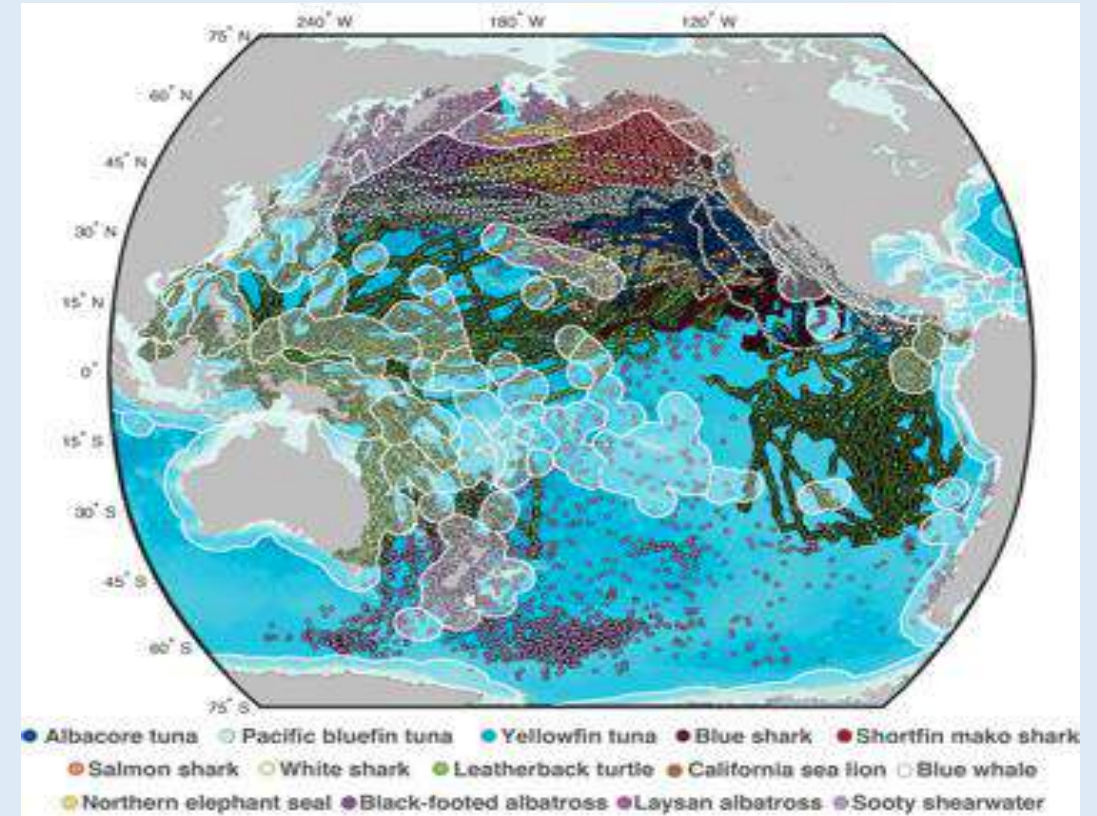 240° W 180° W 120° W
75° N
60° N
45° N
30° N
15° N
0°
15° S
30° S
45° S
60° S
75° S
Albacore tuna Pacific bluefin tuna Yellowfin tuna Blue shark Shortfin mako shark
Salmon shark White shark Leatherback turtle California sea lion Blue whale
Northern elephant seal Black-footed albatross Laysan albatross Sooty shearwater